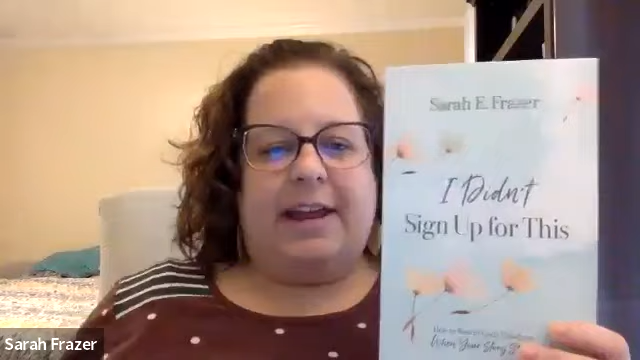 Sarah E. Frazer
I Didn't
Sign Up for This
When Your Story
Sarah Frazer